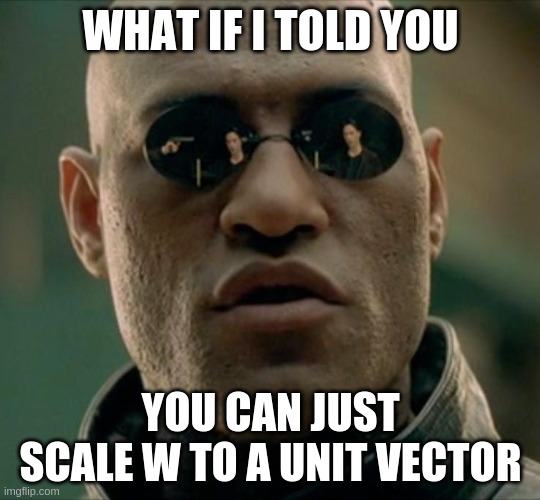 WHAT IF I TOLD YOU
YOU CAN JUST
SCALE W TO A UNIT VECTOR
imgflip.com